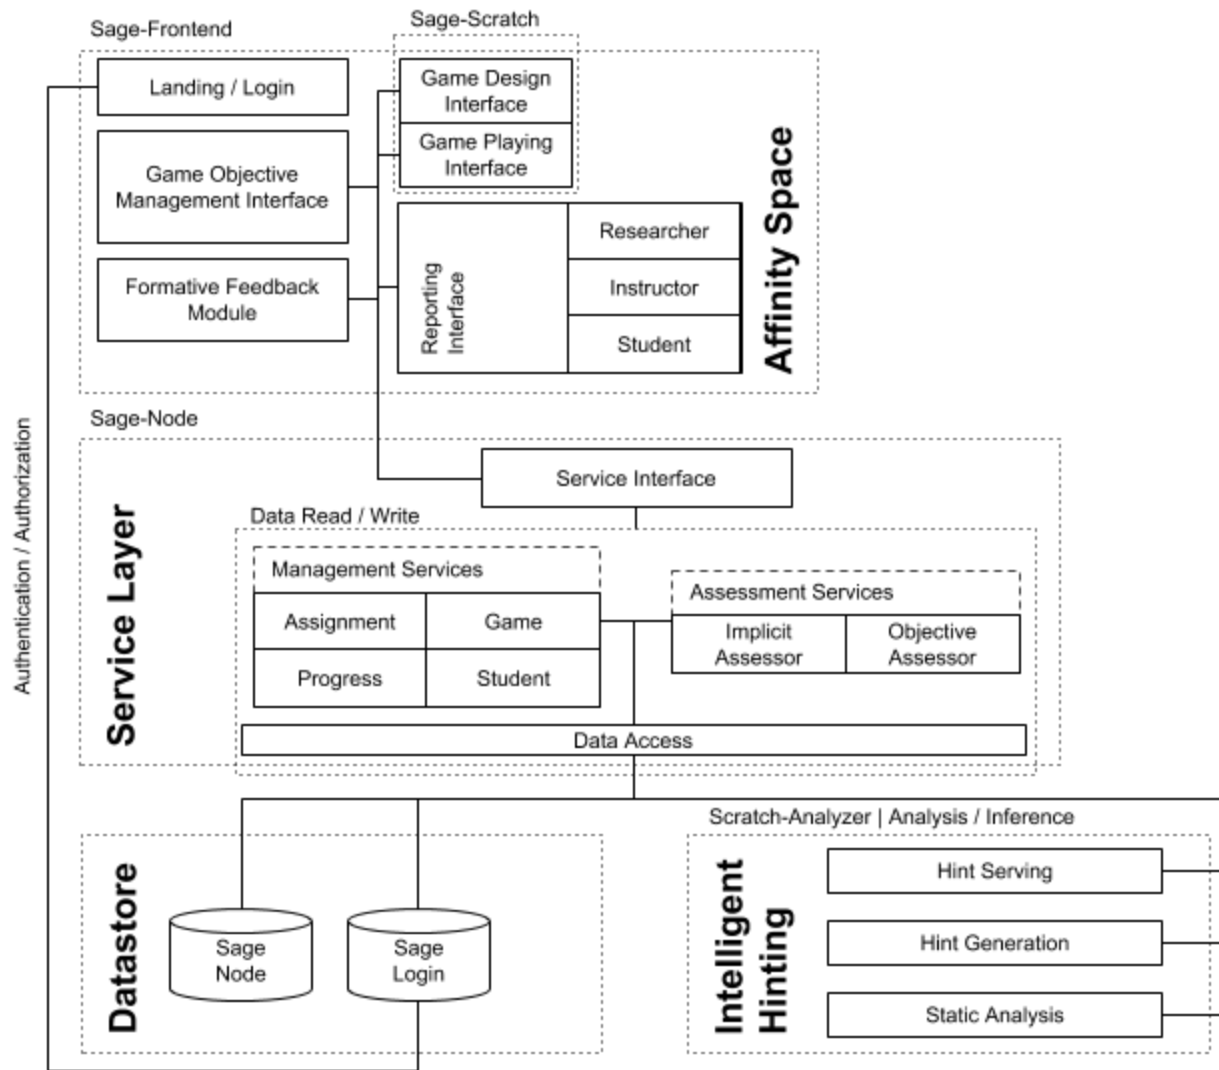 Sage-Scratch
Sage-Frontend
Landing / Login
Game Design
Interface
Game Playing
Interface
Game Objective
Management Interface
Formative Feedback
Module
Reporting
Interface
Researcher
Instructor
Student
Affinity Space
Authentication / Authorization
Sage-Node
Service Layer
Service Interface
Data Read / Write
Management Services
Assignment
Game
Progress
Student
Assessment Services
Implicit
Assessor
Objective
Assessor
Data Access
Datastore
Sage
Node
Sage
Login
Scratch-Analyzer | Analysis / Inference
Intelligent
Hinting
Hint Serving
Hint Generation
Static Analysis